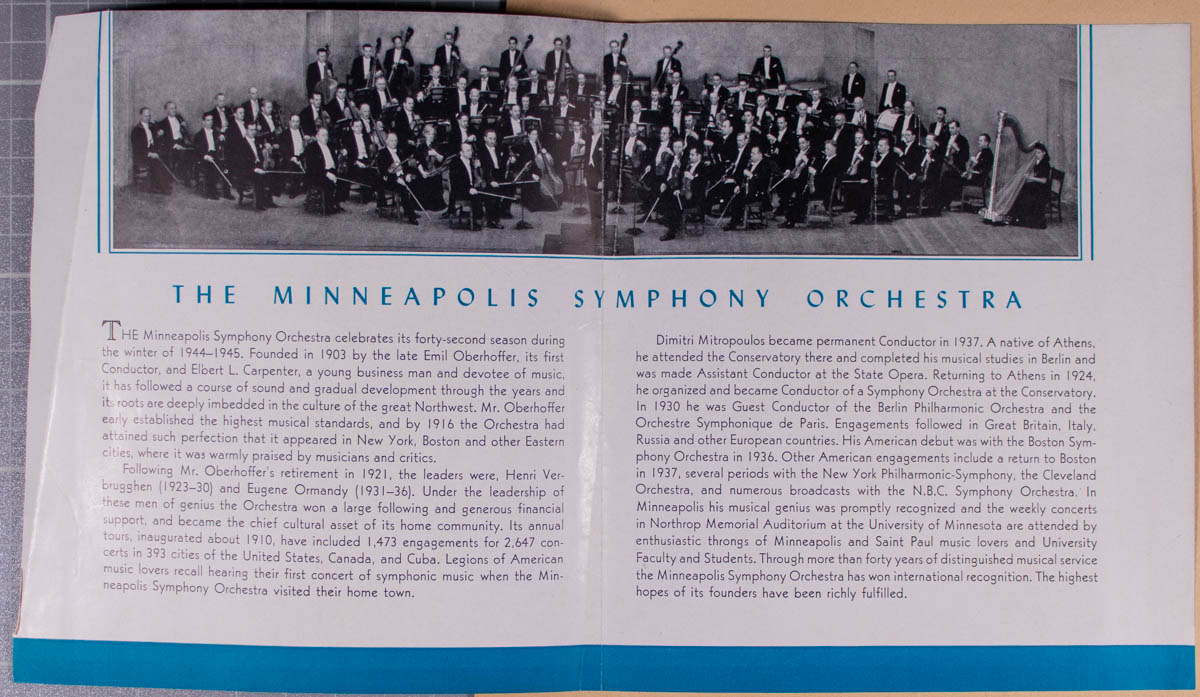 THE MINNEAPOLIS SYMPHONY ORCHESTRA
THE Minneapolis Symphony Orchestra celebrates its forty-second season during
the winter of 1944–1945. Founded in 1903 by the late Emil Oberhoffer, its first
Conductor, and Elbert L. Carpenter, a young business man and devotee of music,
it has followed a course of sound and gradual development through the years and
its roots are deeply imbedded in the culture of the great Northwest. Mr. Oberhoffer
early established the highest musical standards, and by 1916 the Orchestra had
attained such perfection that it appeared in New York, Boston and other Eastern
cities, where it was warmly praised by musicians and critics.
Following Mr. Oberhoffer's retirement in 1921, the leaders were, Henri Ver-
brugghen (1923–30) and Eugene Ormandy (1931–36). Under the leadership of
these men of genius the Orchestra won a large following and generous financial
support, and became the chief cultural asset of its home community. Its annual
tours, inaugurated about 1910, have included 1,473 engagements for 2,647 con-
certs in 393 cities of the United States, Canada, and Cuba. Legions of American
music lovers recall hearing their first concert of symphonic music when the Min-
neapolis Symphony Orchestra visited their home town.
Dimitri Mitropoulos became permanent Conductor in 1937. A native of Athens,
he attended the Conservatory there and completed his musical studies in Berlin and
was made Assistant Conductor at the State Opera. Returning to Athens in 1924,
he organized and became Conductor of a Symphony Orchestra at the Conservatory.
In 1930 he was Guest Conductor of the Berlin Philharmonic Orchestra and the
Orchestre Symphonique de Paris. Engagements followed in Great Britain, Italy,
Russia and other European countries. His American debut was with the Boston Sym-
phony Orchestra in 1936. Other American engagements include a return to Boston
in 1937, several periods with the New York Philharmonic-Symphony, the Cleveland
Orchestra, and numerous broadcasts with the N.B.C. Symphony Orchestra. In
Minneapolis his musical genius was promptly recognized and the weekly concerts
in Northrop Memorial Auditorium at the University of Minnesota are attended by
enthusiastic throngs of Minneapolis and Saint Paul music lovers and University
Faculty and Students. Through more than forty years of distinguished musical service
the Minneapolis Symphony Orchestra has won international recognition. The highest
hopes of its founders have been richly fulfilled.